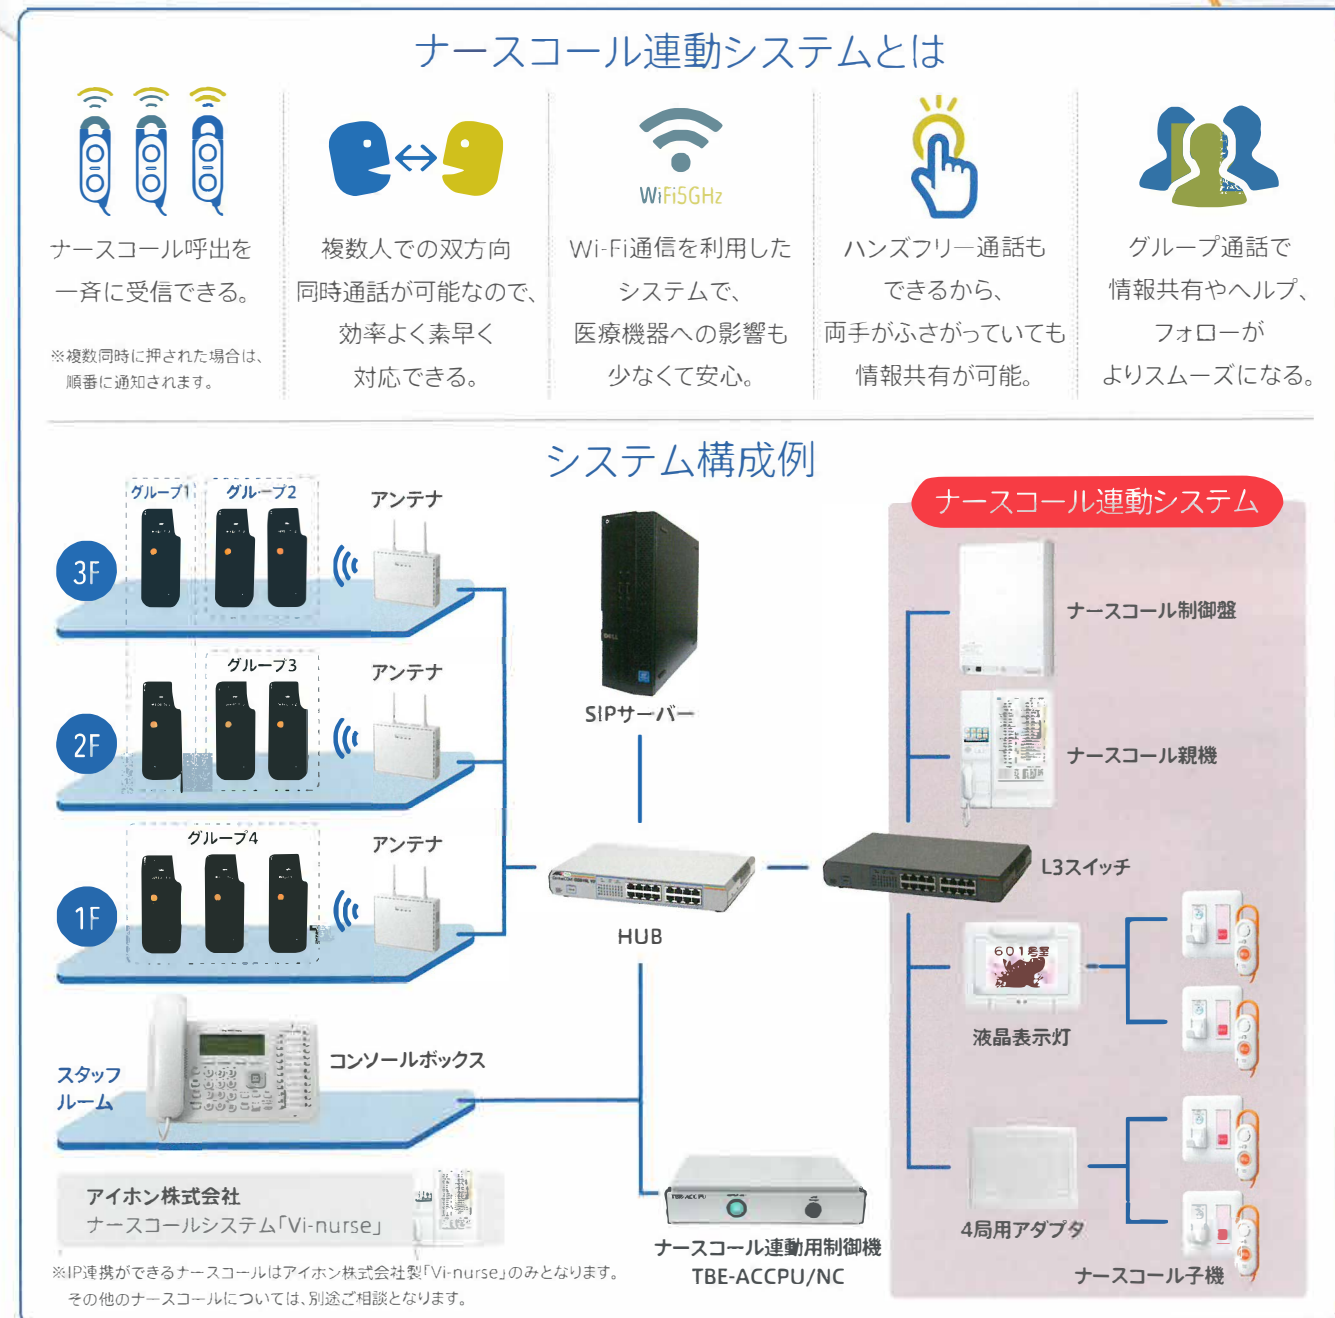 ナースコール連動システムとは
WiFi5GHz
ナースコール呼出を
一斉に受信できる。
※複数同時に押された場合は、
順番に通知されます。
複数人での双方向
同時通話が可能なので、
効率よく素早く
対応できる。
Wi-Fi通信を利用した
システムで、
医療機器への影響も
少なくて安心。
ハンズフリー通話も
できるから、
両手がふさがっていても
情報共有が可能。
グループ通話で
情報共有やヘルプ、
フォローが
よりスムーズになる。
システム構成例
グループ1
グループ2
アンテナ
3F
グループ3
アンテナ
2F
グループ4
アンテナ
1F
スタッフ
ルーム
コンソールボックス
DELL
SIPサーバー
HUB
TBE-ACCPU
ナースコール連動用制御機
TBE-ACCPU/NC
ナースコール連動システム
ナースコール制御盤
ナースコール親機
L3スイッチ
601号室
液晶表示灯
4局用アダプタ
ナースコール子機
アイホン株式会社
ナースコールシステム「Vi-nurse」
※IP連携ができるナースコールはアイホン株式会社製「Vi-nurse」のみとなります。
その他のナースコールについては、別途ご相談となります。